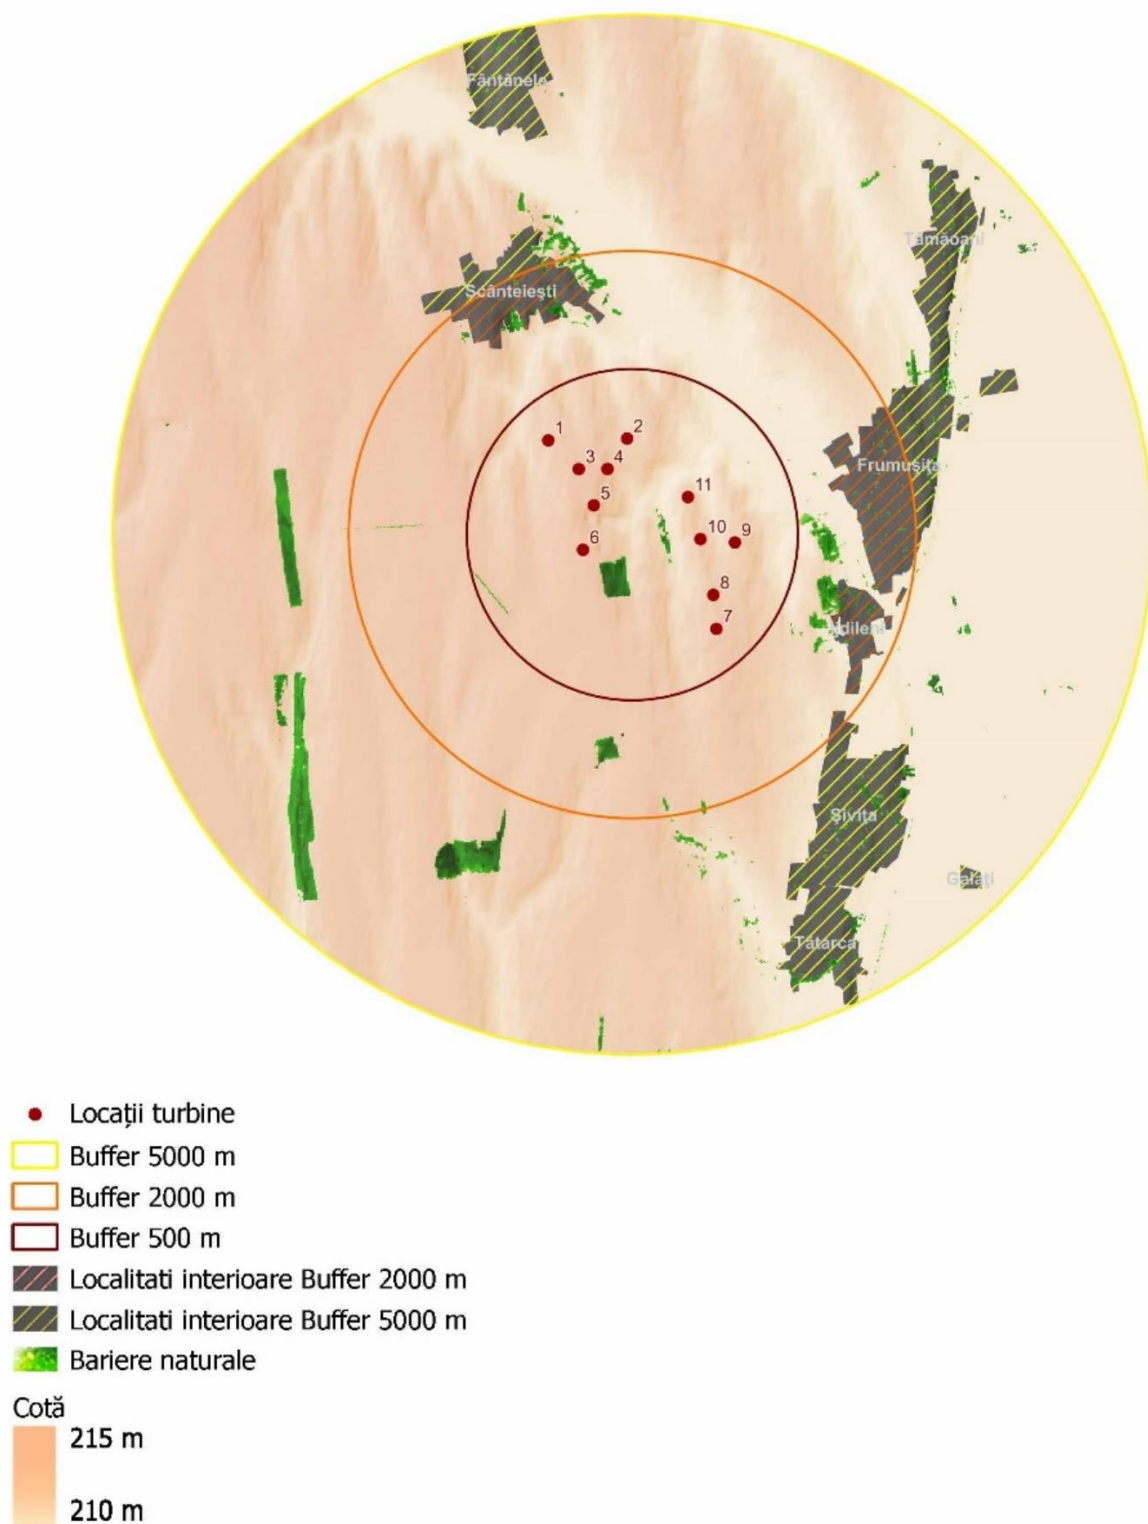 Fântânele
Tămăoani
Scânteiești
1
2
3
4
Frumușița
11
5
10
9
6
8
7
Șivița
Galați
Tătarca
Locații turbine
Buffer 5000 m
Buffer 2000 m
Buffer 500 m
Localitati interioare Buffer 2000 m
Localitati interioare Buffer 5000 m
Bariere naturale
Cotă
215 m
210 m